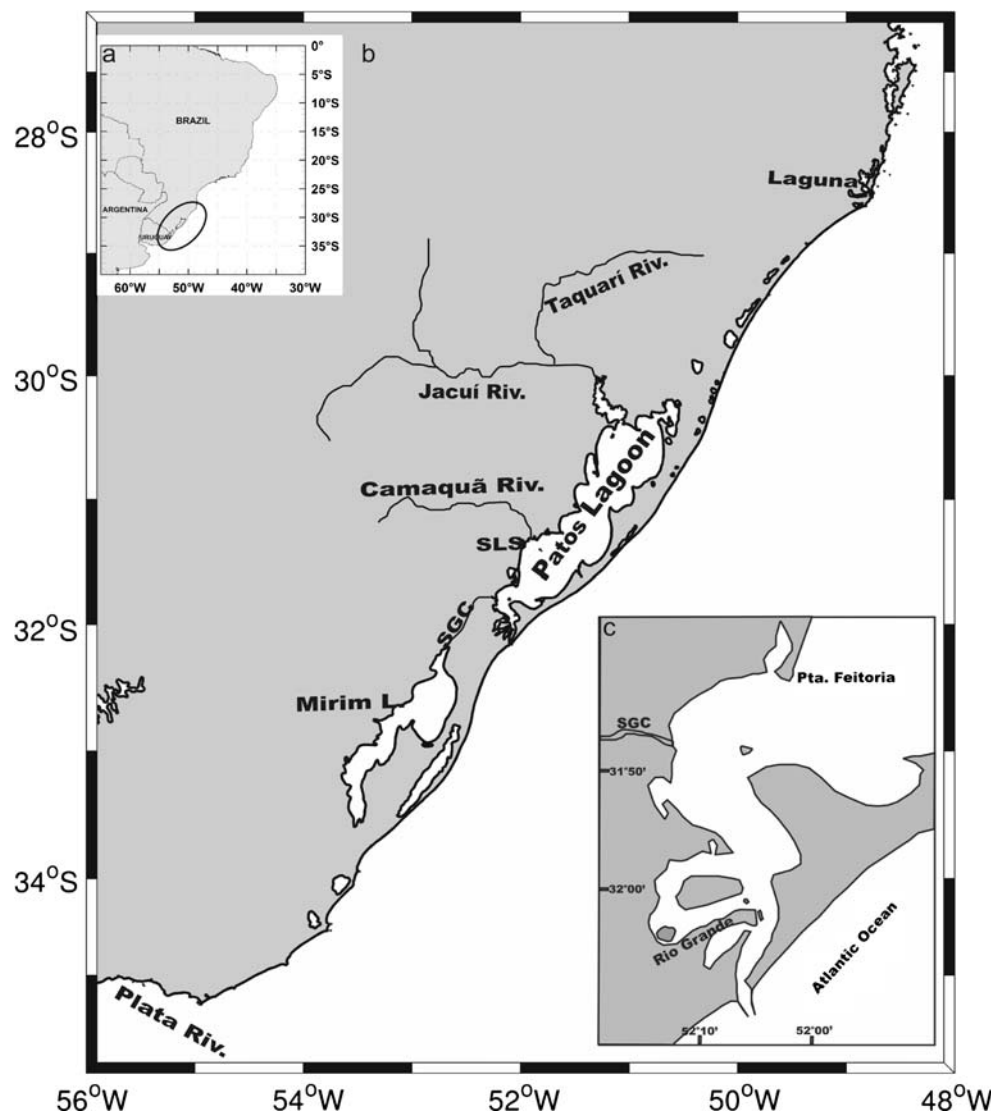 a
0°
5°S
10°S
15°S
20°S
25°S
30°S
35°S
BRAZIL
ARGENTINA
URUGUAY
60°W
50°W
40°W
30°W
b
28°S
30°S
32°S
34°S
Laguna
Taquarí Riv.
Jacuí Riv.
Camaquã Riv.
Patos Lagoon
SLS
SGC
Mirim L.
Plata Riv.
56°W
54°W
52°W
50°W
48°W
c
Pta. Feitoria
SGC
31°50'
32°00'
Rio Grande
Atlantic Ocean
52°10'
52°00'